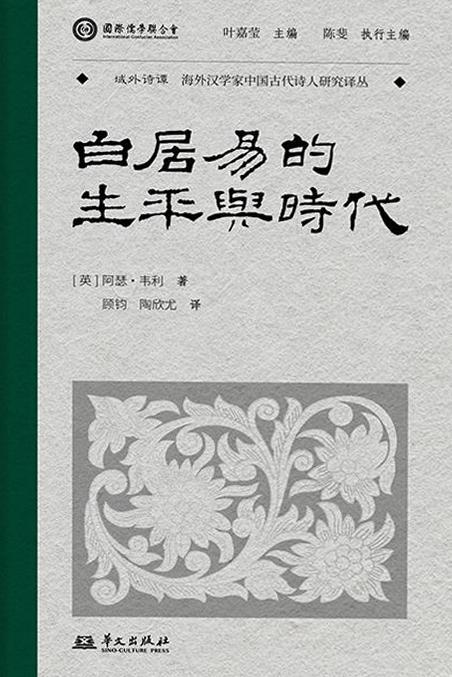 國際儒學聯合會
International Confucian Association
叶嘉莹 主编 陈斐 执行主编
域外诗谭 海外汉学家中国古代诗人研究译丛
白居易的
生平與時代
[英]阿瑟·韦利 著
顾钧 陶欣尤 译
華文出版社
SINO-CULTURE PRESS